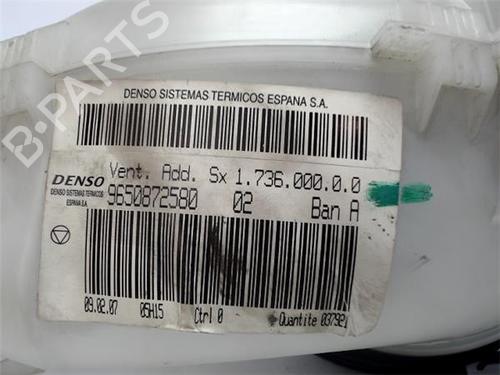 DENSO SISTEMAS TERMICOS ESPANA S.A.
Vent. Add. Sx 1.736.000.0.0
DENSO 9650872580 02 Ban A
DENSO SISTEMAS TERMICOS
ESPANA S.A.
09.02.07 05H15 Ctrl 0 Quantite 037921
B-PARTS